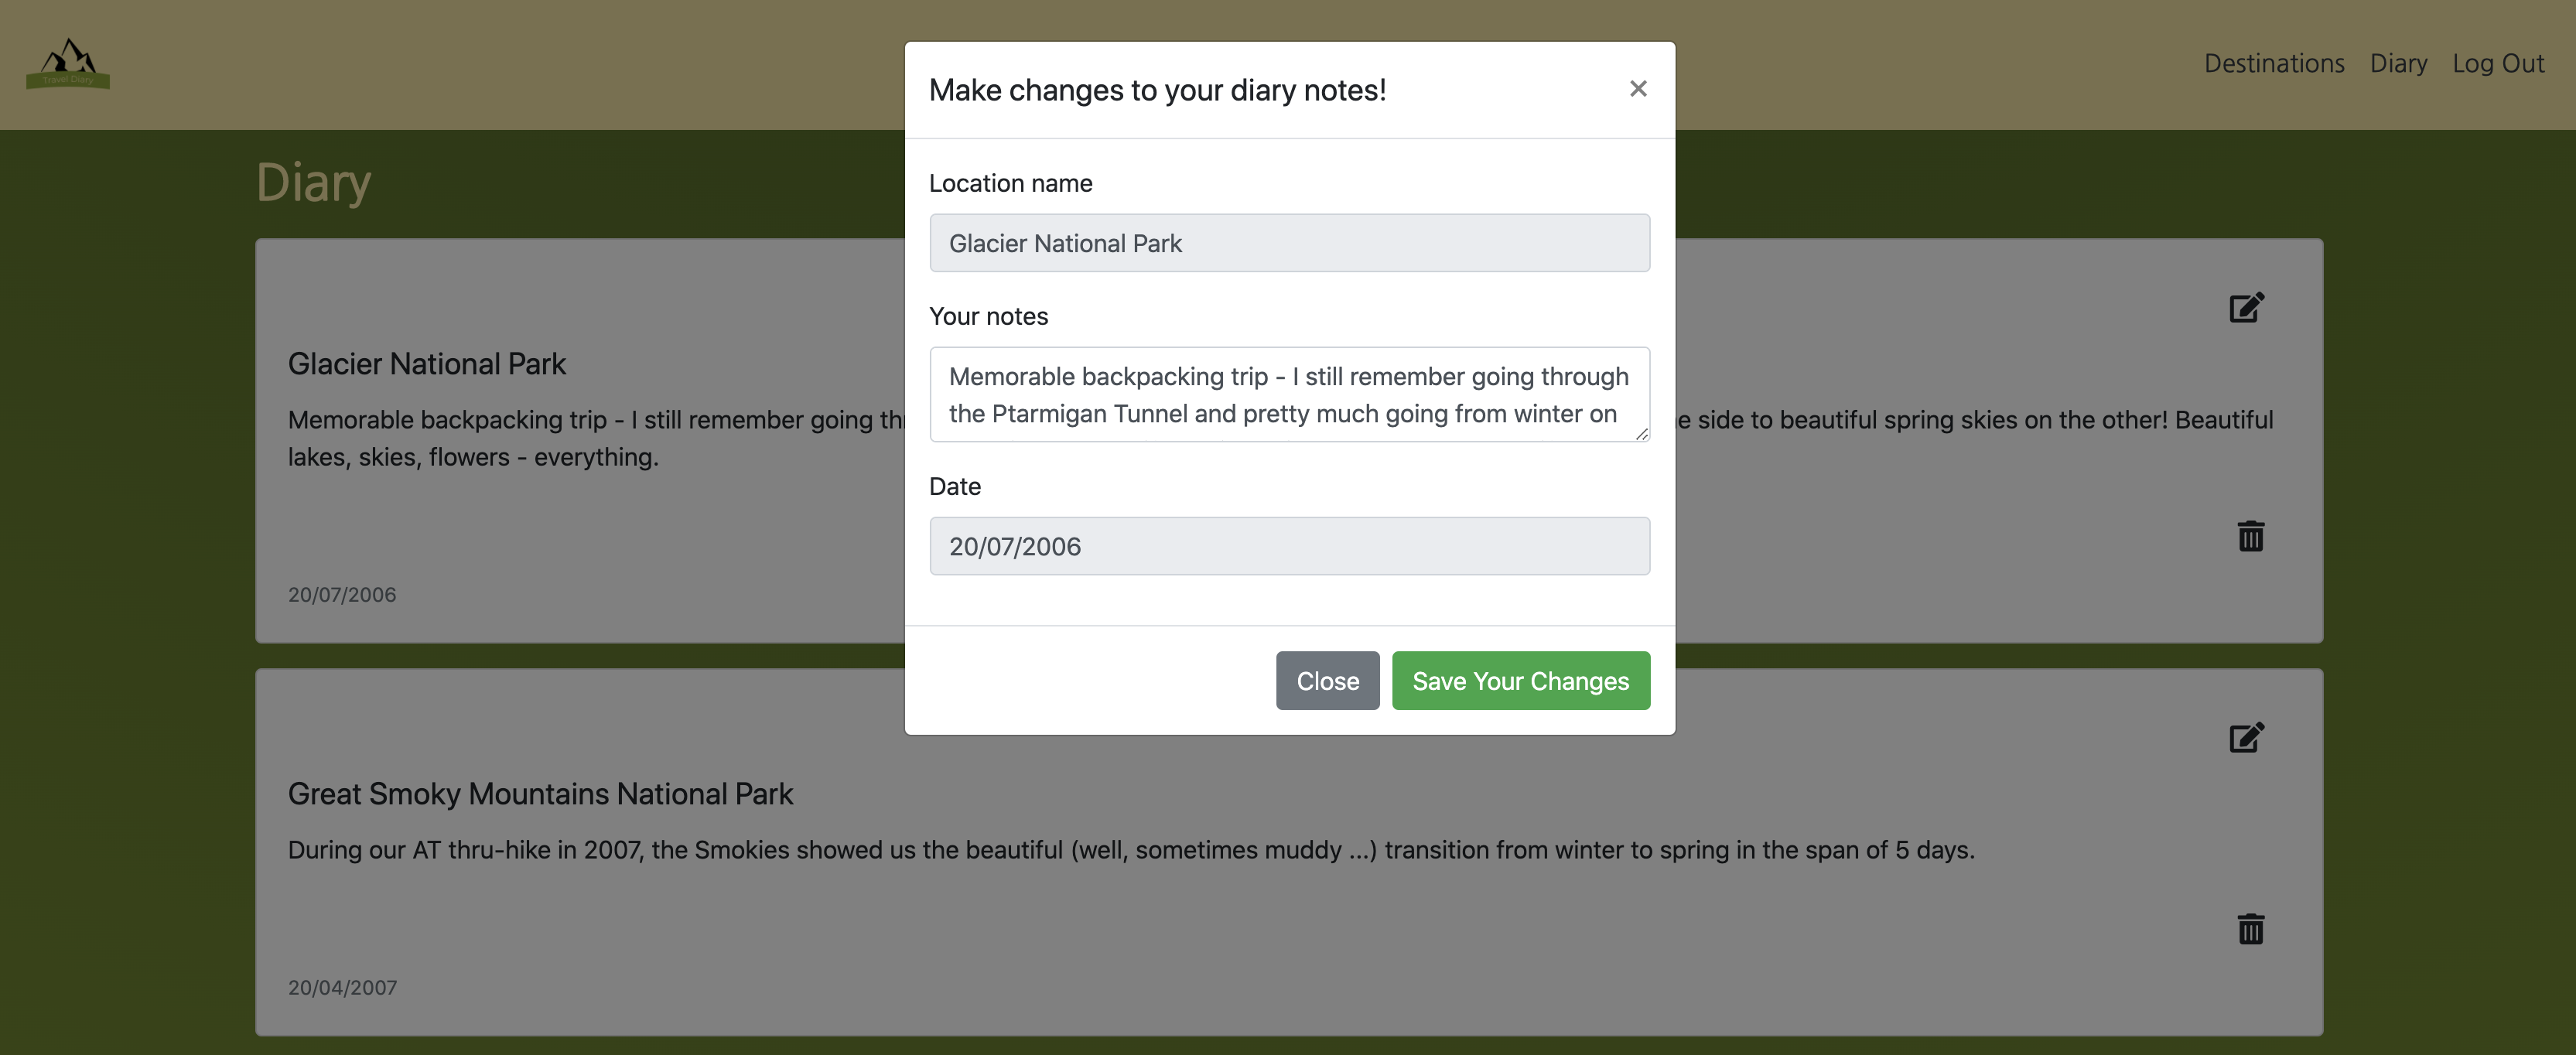 Travel Diary
Destinations Diary Log Out
Diary
Glacier National Park
Memorable backpacking trip - I still remember going thr
e side to beautiful spring skies on the other! Beautiful
lakes, skies, flowers - everything.
20/07/2006
Great Smoky Mountains National Park
During our AT thru-hike in 2007, the Smokies showed us the beautiful (well, sometimes muddy ...) transition from winter to spring in the span of 5 days.
20/04/2007
Make changes to your diary notes!
×
Location name
Glacier National Park
Your notes
Memorable backpacking trip - I still remember going through
the Ptarmigan Tunnel and pretty much going from winter on
Date
20/07/2006
Close Save Your Changes